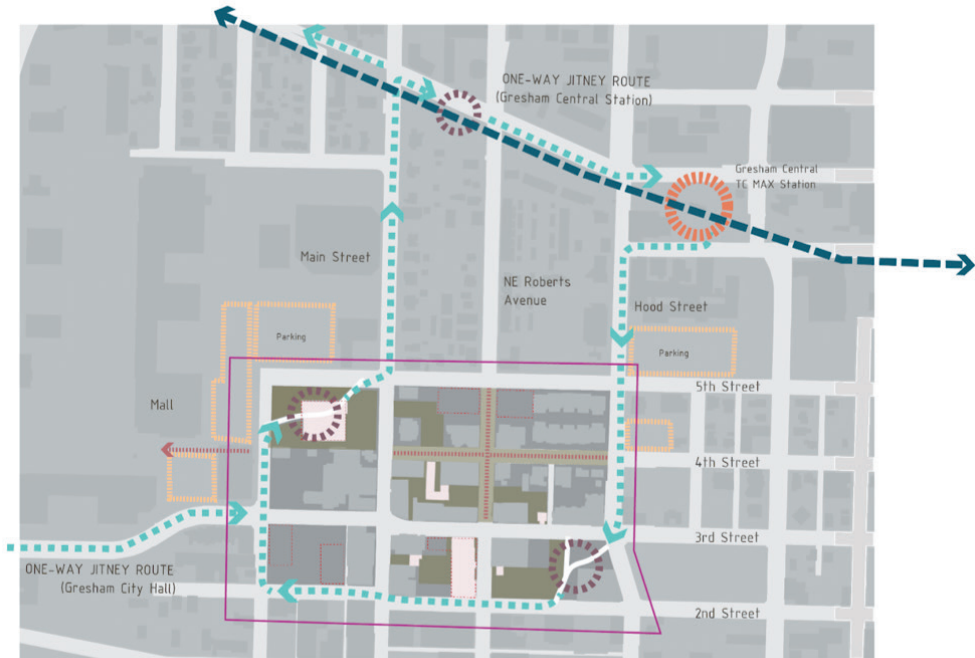 ONE-WAY JITNEY ROUTE
(Gresham Central Station)
Gresham Central
TC MAX Station
Main Street
NE Roberts
Avenue
Hood Street
Parking
Parking
5th Street
Mall
4th Street
3rd Street
ONE-WAY JITNEY ROUTE
(Gresham City Hall)
2nd Street